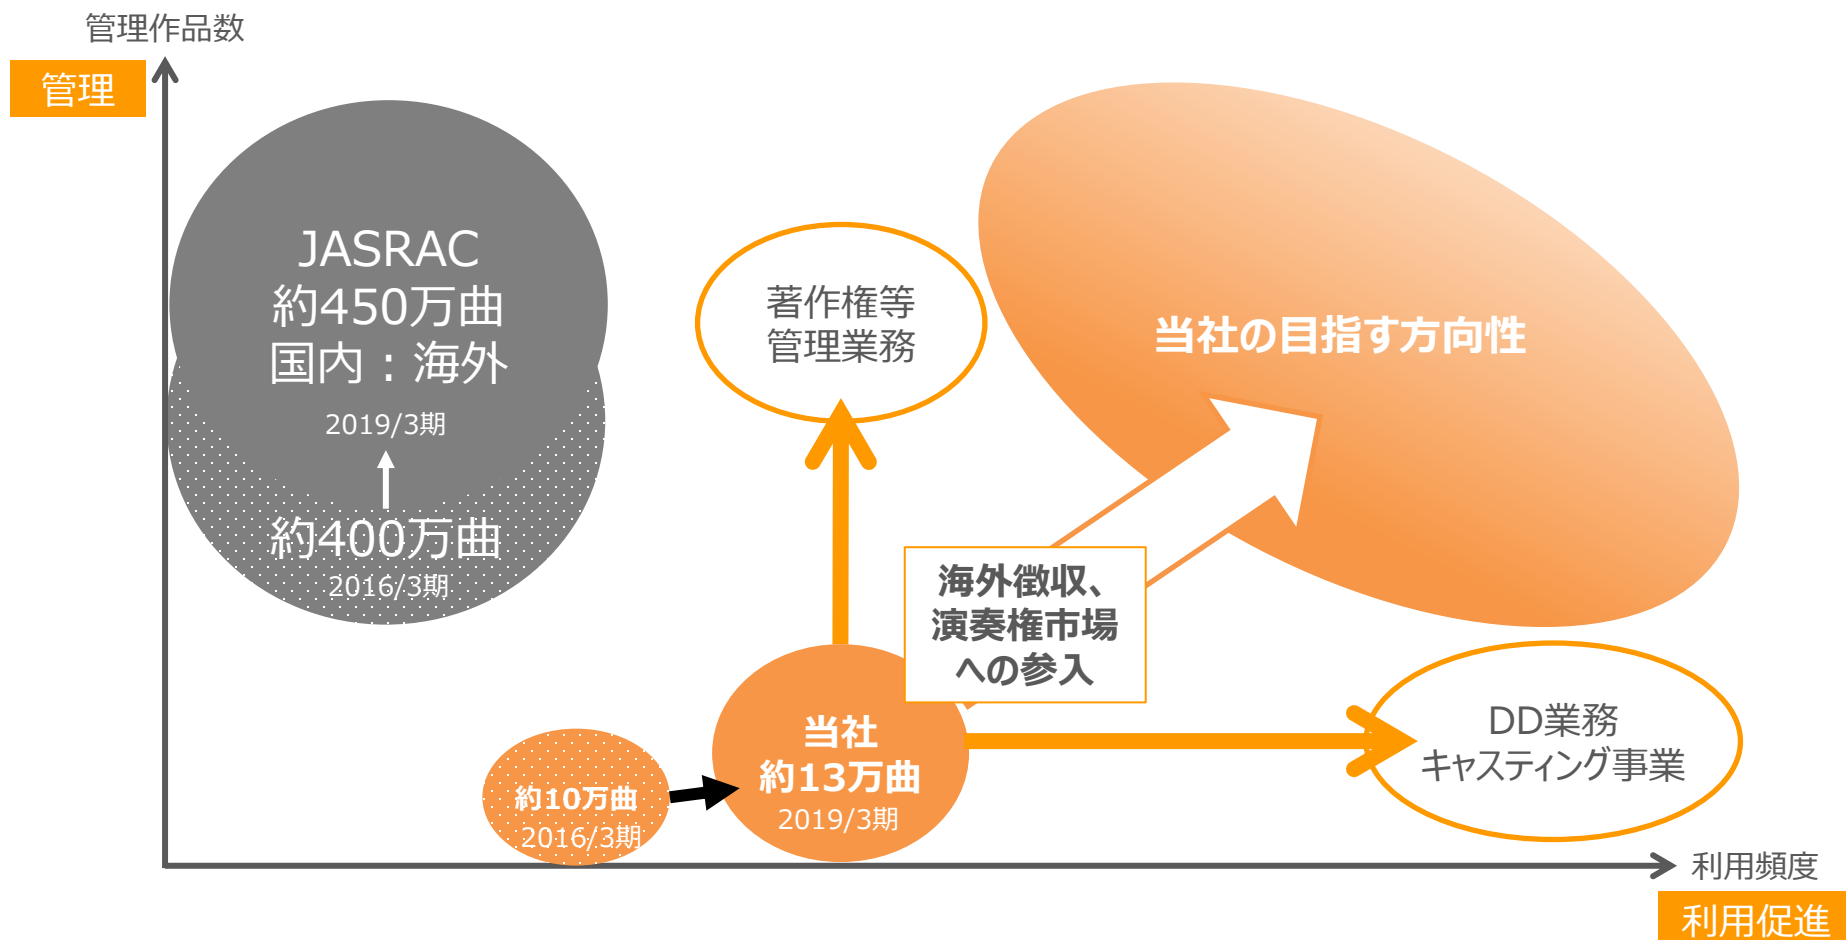 管理作品数
管理
JASRAC
約450万曲
国内：海外
2019/3期
約400万曲
2016/3期
著作権等
管理業務
当社の目指す方向性
海外徴収、
演奏権市場
への参入
当社
約13万曲
2019/3期
約10万曲
2016/3期
DD業務
キャスティング事業
利用頻度
利用促進